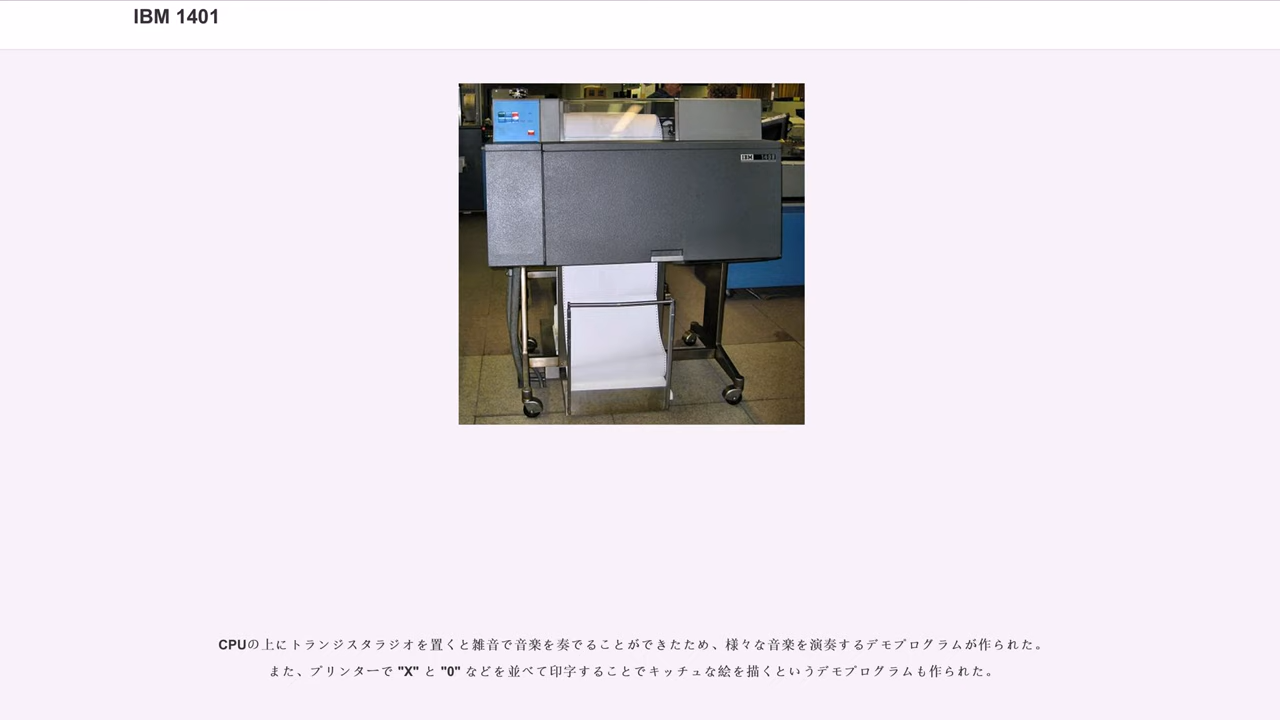 IBM 1401
IBM
CPUの上にトランジスタラジオを置くと雑音で音楽を奏でることができたため、様々な音楽を演奏するデモプログラムが作られた。
また、プリンターで "X" と "0" などを並べて印字することでキッチュな絵を描くというデモプログラムも作られた。